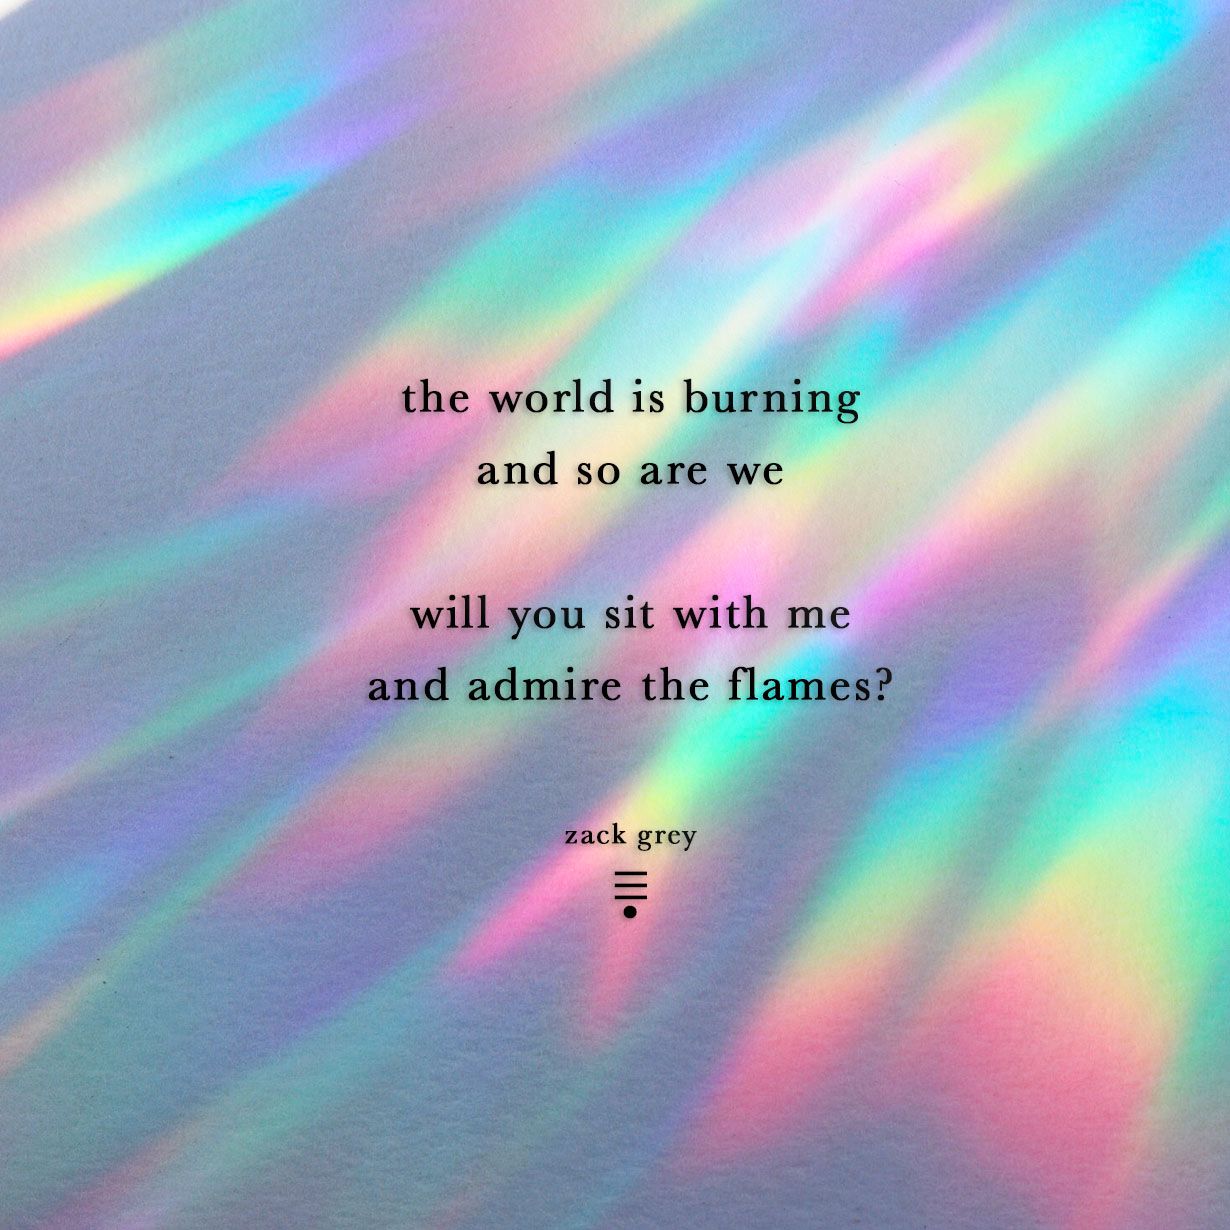 the world is burning
and so are we
will you sit with me
and admire the flames?
zack grey